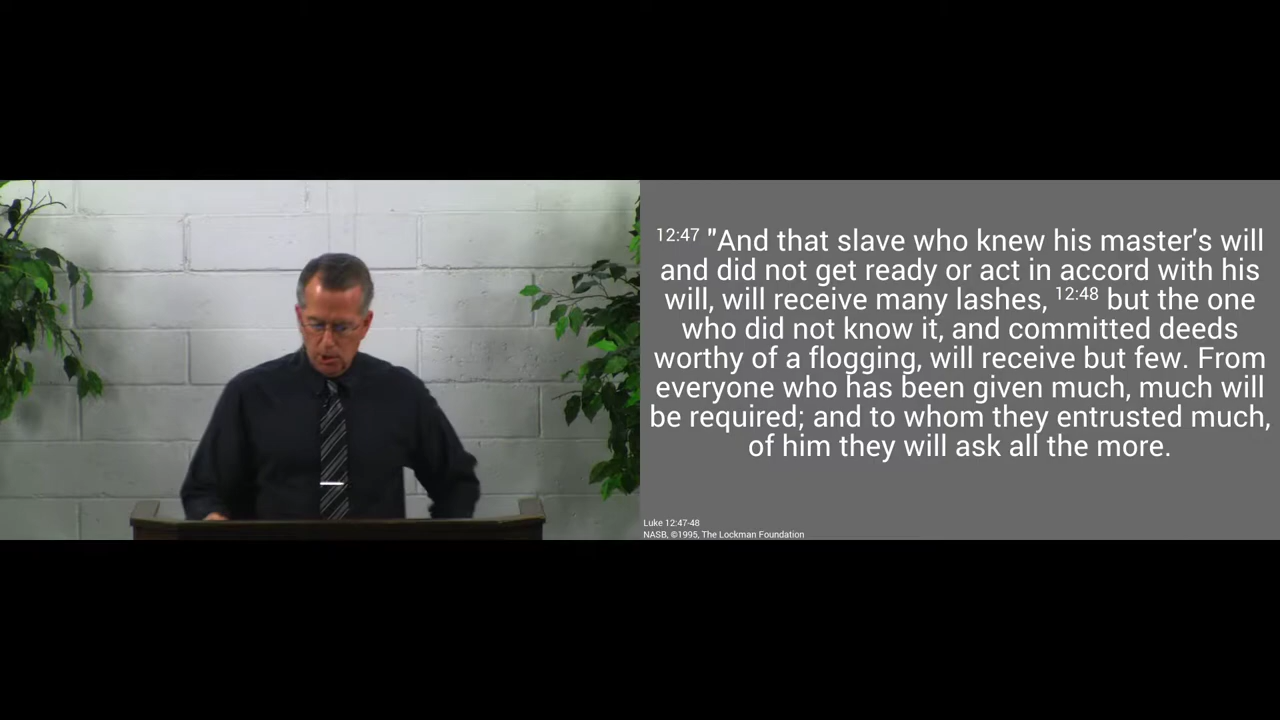 12:47 "And that slave who knew his master's will
and did not get ready or act in accord with his
will, will receive many lashes, 12:48 but the one
who did not know it, and committed deeds
worthy of a flogging, will receive but few. From
everyone who has been given much, much will
be required; and to whom they entrusted much,
of him they will ask all the more.
Luke 12:47-48
NASB, ©1995, The Lockman Foundation